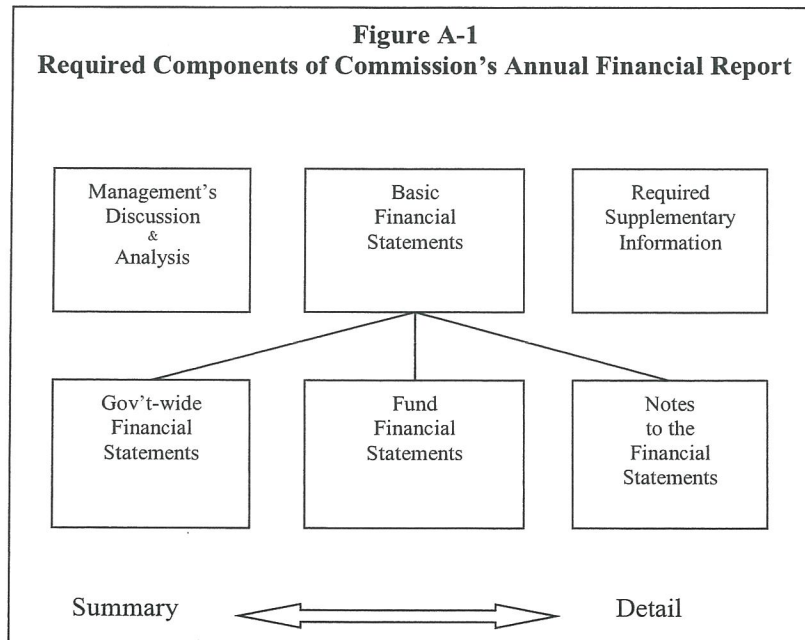 Figure A-1
Required Components of Commission's Annual Financial Report
Management's
Discussion
&
Analysis
Basic
Financial
Statements
Required
Supplementary
Information
Gov't-wide
Financial
Statements
Fund
Financial
Statements
Notes
to the
Financial
Statements
Summary
Detail